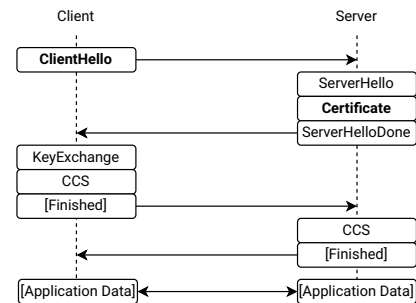 Client Server
ClientHello
ServerHello
Certificate
ServerHelloDone
KeyExchange
CCS
[Finished]
CCS
[Finished]
[Application Data] [Application Data]